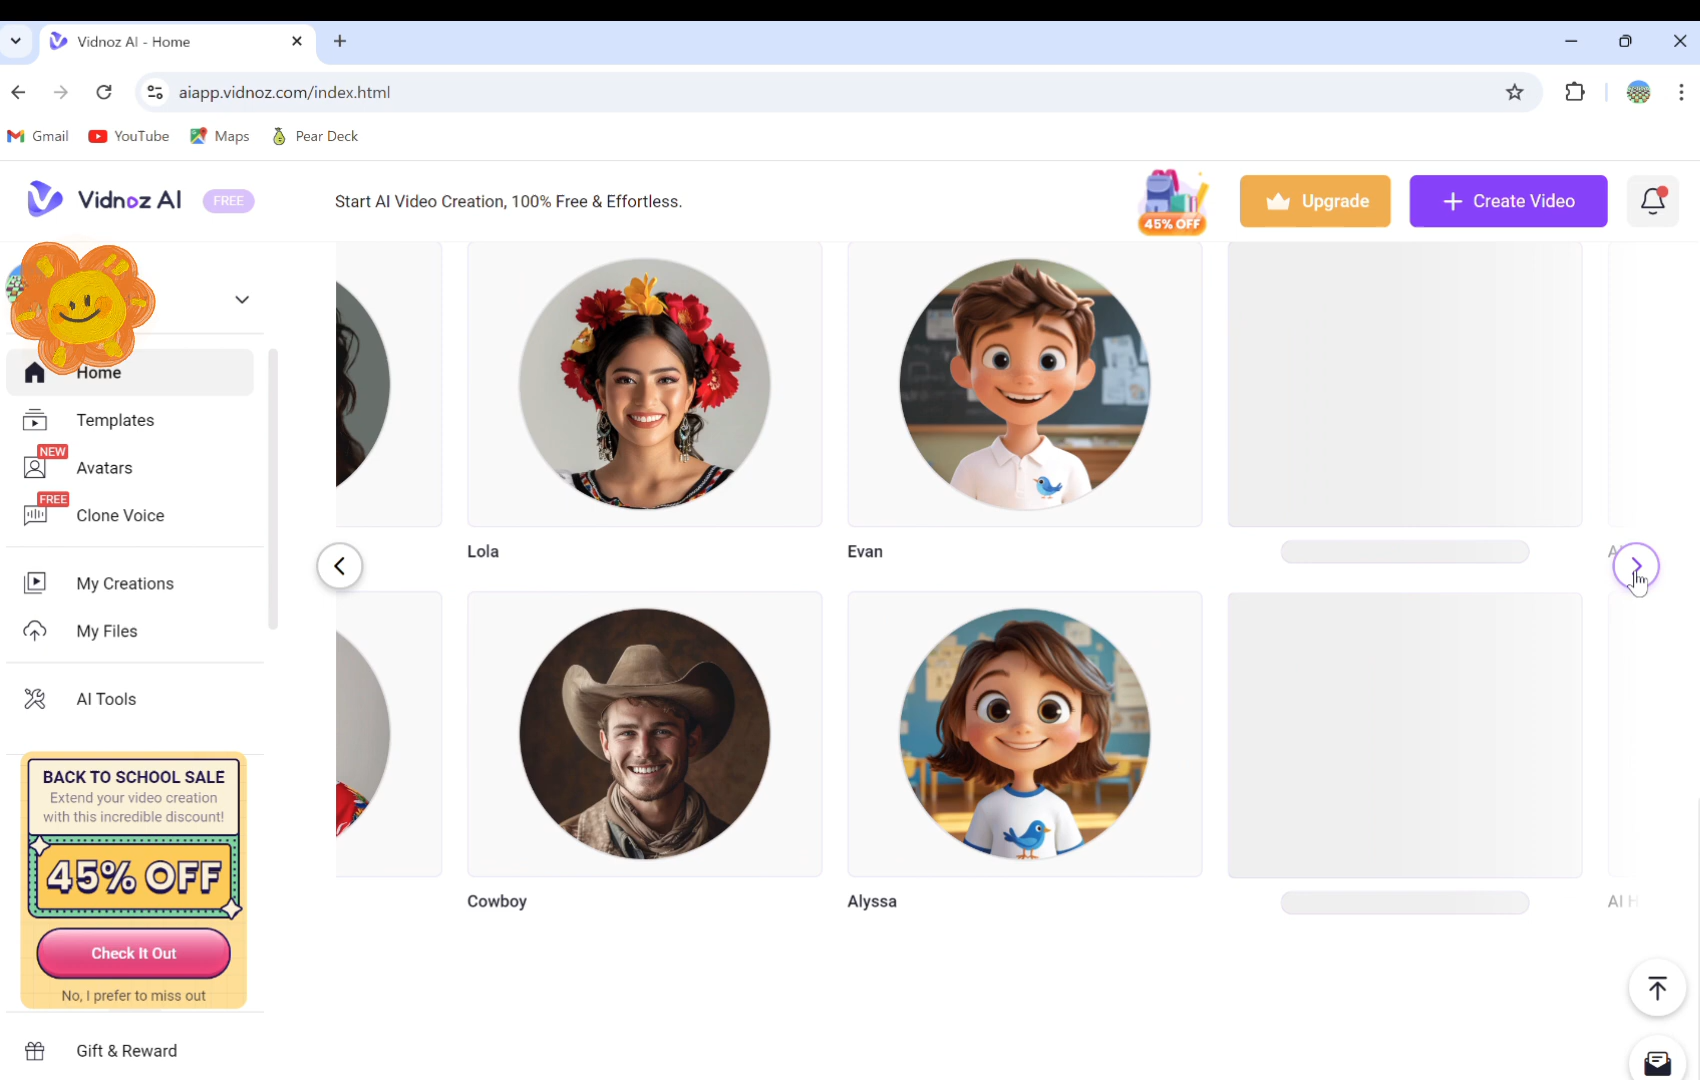 Vidnoz AI - Home
aiapp.vidnoz.com/index.html
Gmail
YouTube
Maps
Pear Deck
Vidnoz AI
FREE
Start AI Video Creation, 100% Free & Effortless.
45% OFF
Upgrade
Create Video
Home
Templates
NEW
Avatars
FREE
Clone Voice
My Creations
My Files
AI Tools
BACK TO SCHOOL SALE
Extend your video creation
with this incredible discount!
45% OFF
Check It Out
No, I prefer to miss out
Gift & Reward
Lola
Evan
Cowboy
Alyssa
AI H